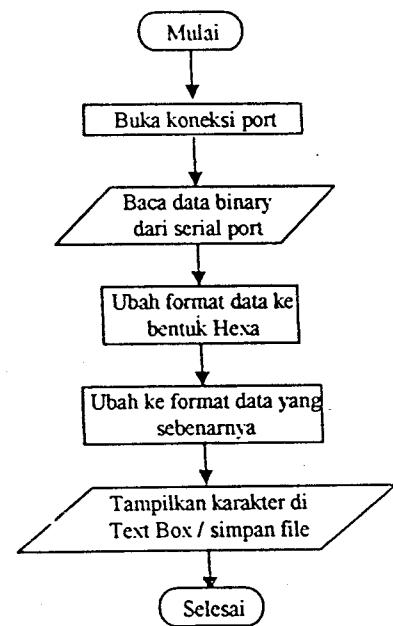 Mulai
Buka koneksi port
Baca data binary
dari serial port
Ubah format data ke
bentuk Hexa
Ubah ke format data yang
sebenarnya
Tampilkan karakter di
Text Box / simpan file
Selesai